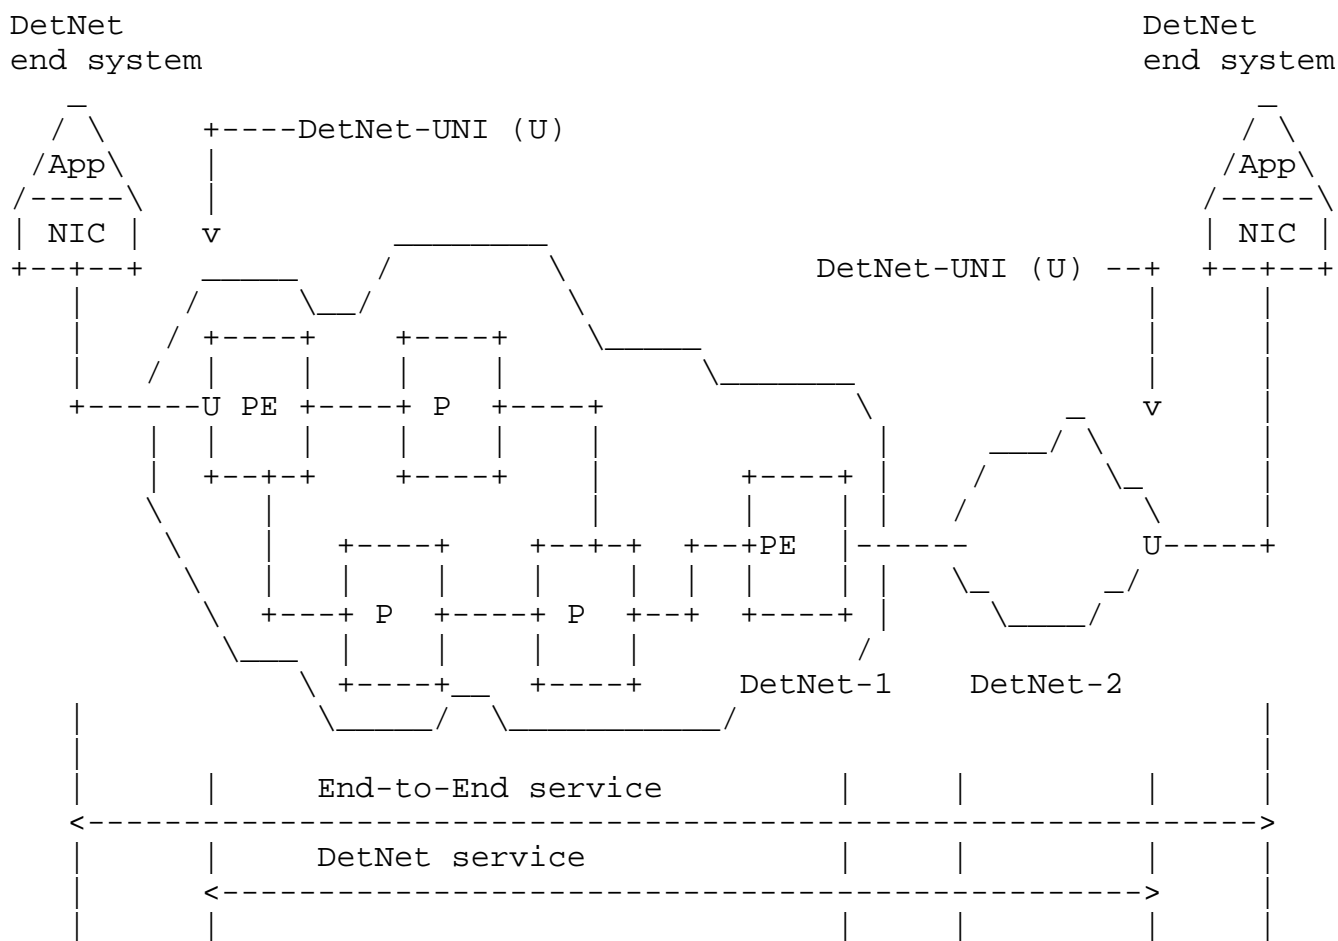 DetNet DetNet
end system end system
+----DetNet-UNI (U)
App App
NIC v NIC
DetNet-UNI (U) --+
U PE P v
PE U
P P
DetNet-1 DetNet-2
End-to-End service
DetNet service